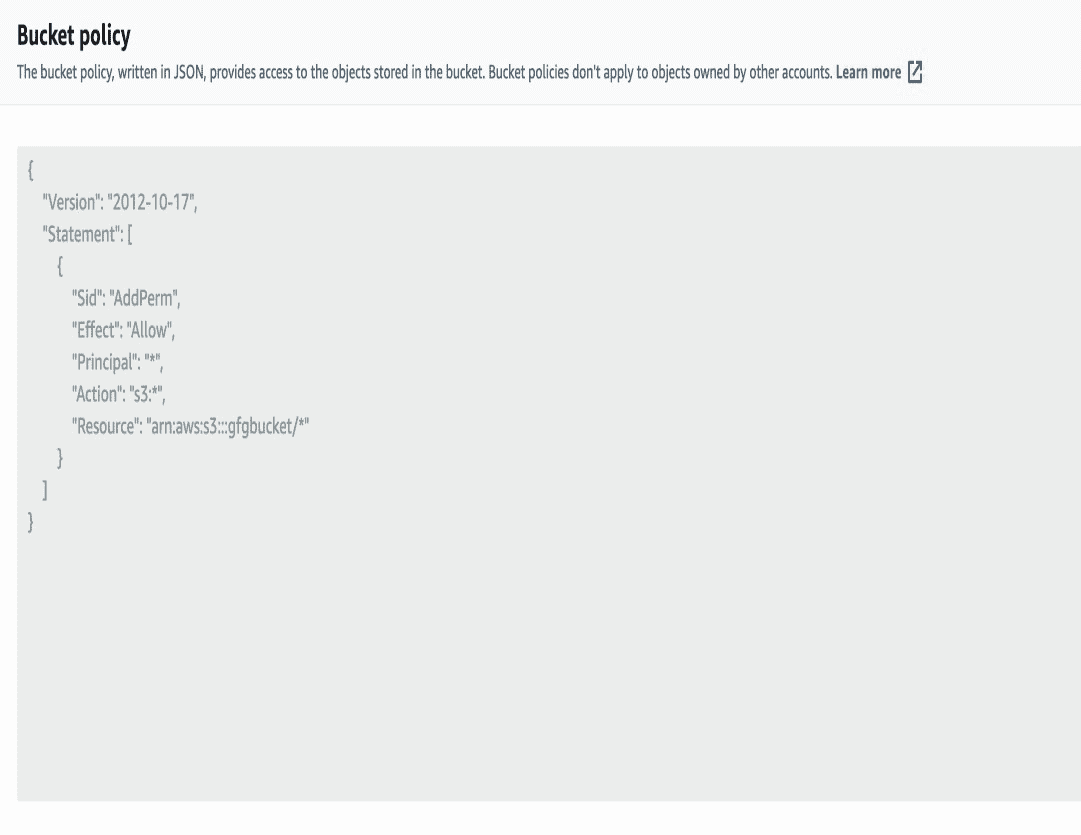 Bucket policy
The bucket policy, written in JSON, provides access to the objects stored in the bucket. Bucket policies don't apply to objects owned by other accounts. Learn more
{
"Version": "2012-10-17",
"Statement": [
{
"Sid": "AddPerm",
"Effect": "Allow",
"Principal": "*",
"Action": "s3:*",
"Resource": "arn:aws:s3:::gfgbucket/*"
}
]
}